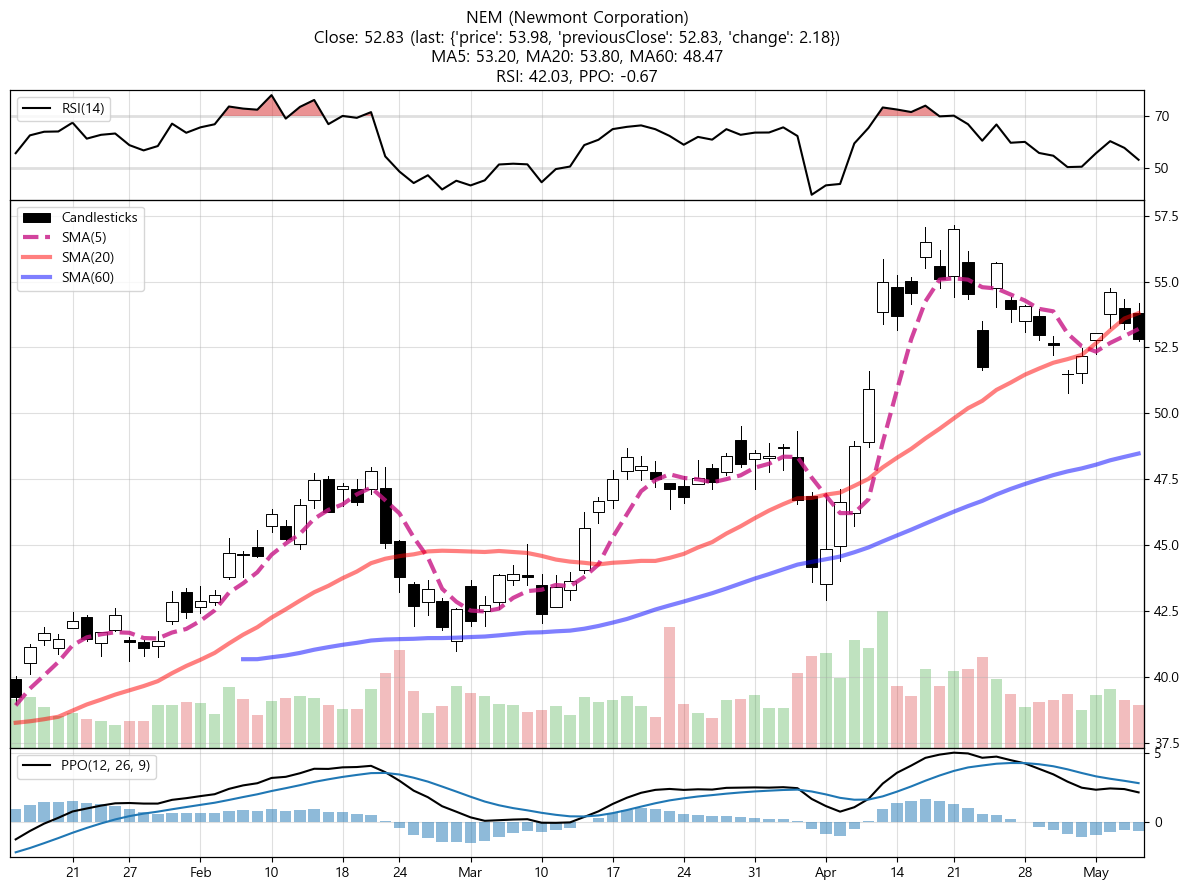 NEM (Newmont Corporation)
Close: 52.83 (last: {'price': 53.98, 'previousClose': 52.83, 'change': 2.18})
MA5: 53.20, MA20: 53.80, MA60: 48.47
RSI: 42.03, PPO: -0.67
RSI(14)
70
50
Candlesticks
SMA(5)
SMA(20)
SMA(60)
57.5
55.0
52.5
50.0
47.5
45.0
42.5
40.0
37.5
PPO(12, 26, 9)
5
0
21 27 Feb 10 18 24 Mar 10 17 24 31 Apr 14 21 28 May